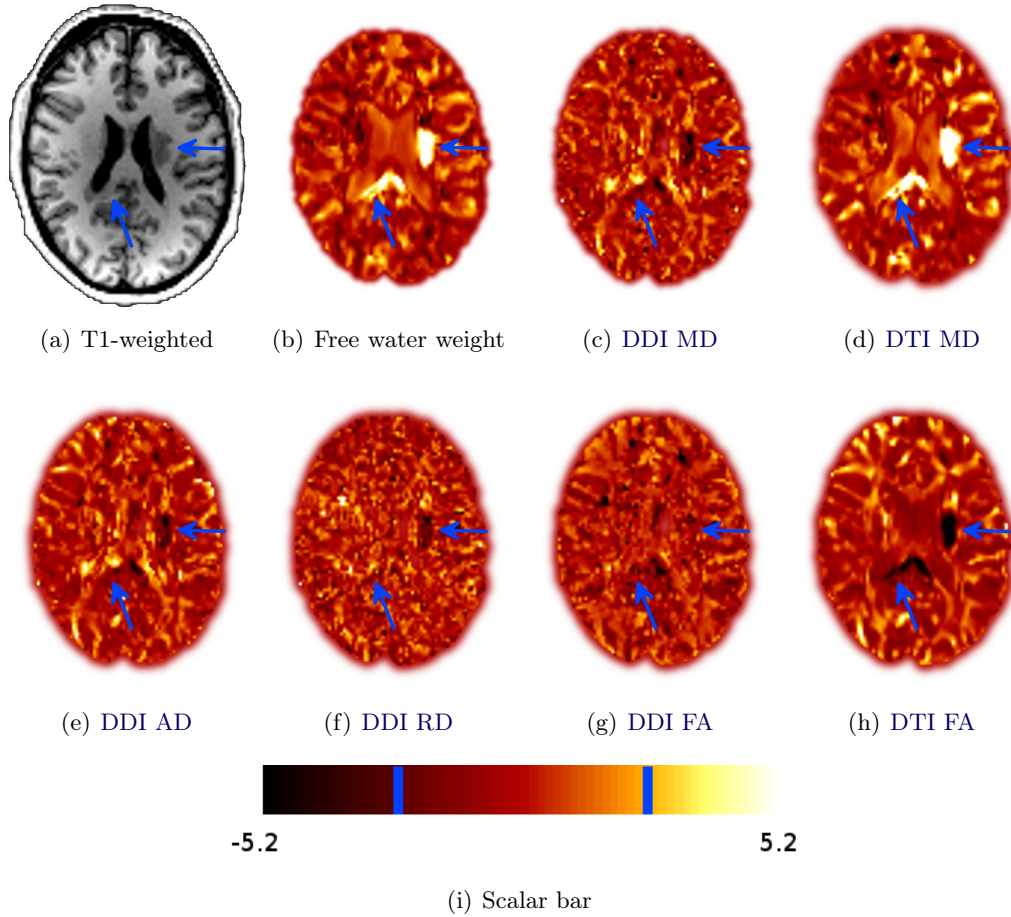 (a) T1-weighted
(b) Free water weight
(c) DDI MD
(d) DTI MD
(e) DDI AD
(f) DDI RD
(g) DDI FA
(h) DTI FA
-5.2
5.2
(i) Scalar bar